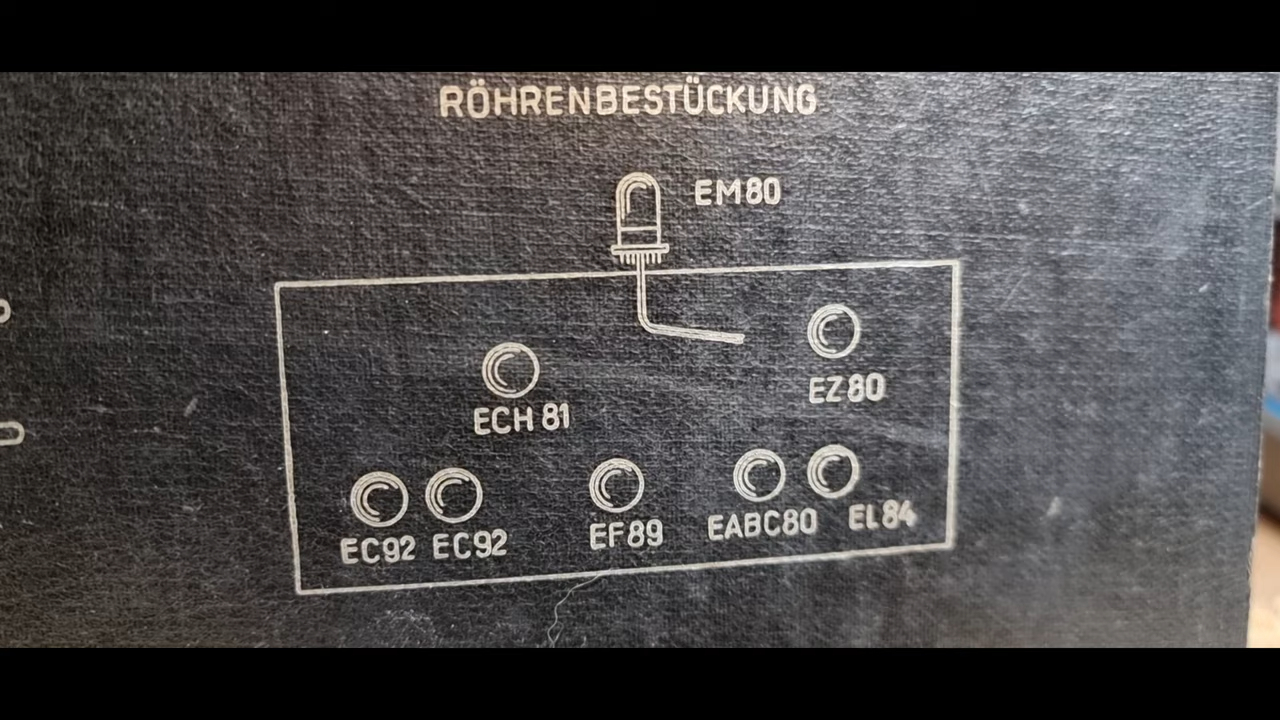 RÖHRENBESTÜCKUNG
EM80
EZ80
ECH 81
EC92 EC92 EF89 EABC80 EL84